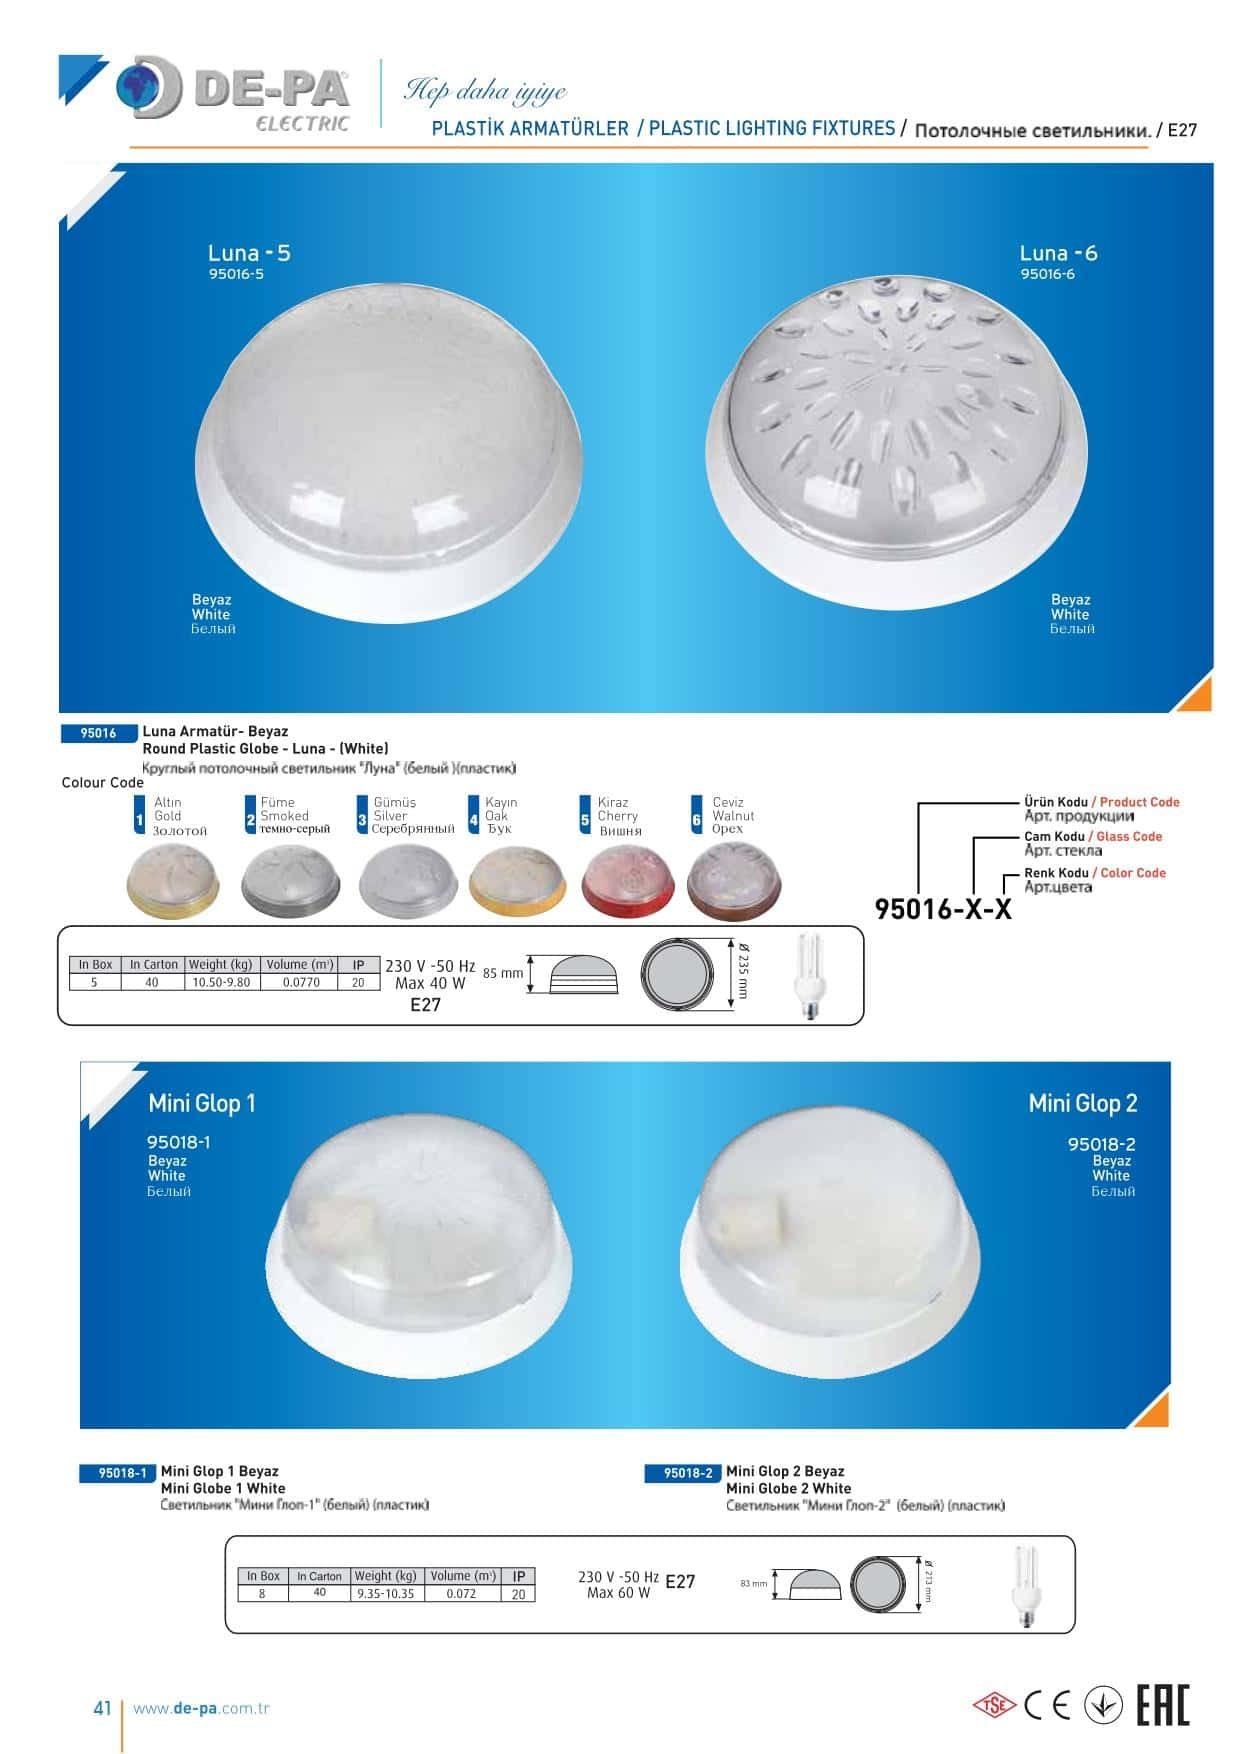 DE-PA
ELECTRIC
Hep daha iyiye
PLASTİK ARMATÜRLER / PLASTIC LIGHTING FIXTURES / Потолочные светильники. / E27
Luna - 5
95016-5
Luna - 6
95016-6
Beyaz
White
Белый
Beyaz
White
Белый
95016
Luna Armatür- Beyaz
Round Plastic Globe - Luna - (White)
Круглый потолочный светильник "Луна" (белый )(пластик)
Colour Code
1
Altın
Gold
Золотой
2
Füme
Smoked
темно-серый
3
Gümüş
Silver
Серебрянный
4
Kayın
Oak
Бук
5
Kiraz
Cherry
Вишня
6
Ceviz
Walnut
Орех
Ürün Kodu / Product Code
Арт. продукции
Cam Kodu / Glass Code
Арт. стекла
Renk Kodu / Color Code
Арт.цвета
95016-X-X
In Box In Carton Weight (kg) Volume (m³) IP
5 40 10.50-9.80 0.0770 20
230 V -50 Hz
Max 40 W
E27
85 mm
Ø 235 mm
Mini Glop 1
95018-1
Beyaz
White
Белый
Mini Glop 2
95018-2
Beyaz
White
Белый
95018-1
Mini Glop 1 Beyaz
Mini Globe 1 White
Светильник "Мини Глоп-1" (белый) (пластик)
95018-2
Mini Glop 2 Beyaz
Mini Globe 2 White
Светильник "Мини Глоп-2" (белый) (пластик)
In Box In Carton Weight (kg) Volume (m³) IP
8 40 9.35-10.35 0.072 20
230 V -50 Hz
Max 60 W
E27
83 mm
Ø 213 mm
41
www.de-pa.com.tr
TSE CE EAC